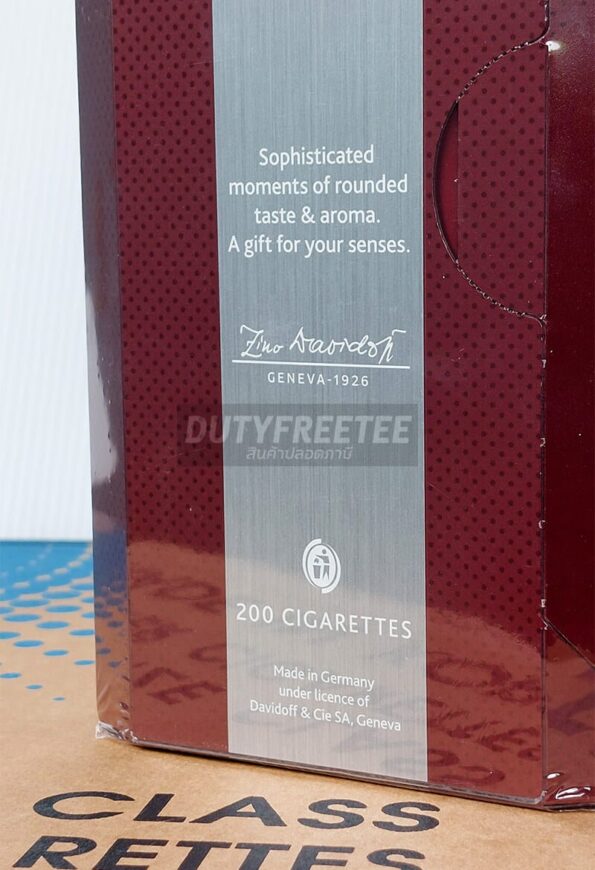 Sophisticated
moments of rounded
taste & aroma.
A gift for your senses.
Zino Davidoff
GENEVA-1926
DUTYFREETEE
สินค้าปลอดภาษี
200 CIGARETTES
Made in Germany
under licence of
Davidoff & Cie SA, Geneva
CLASS
RETTES